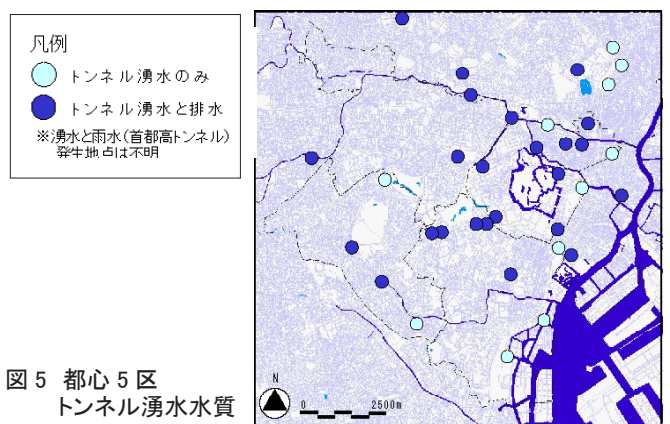 凡例
トンネル湧水のみ
トンネル湧水と排水
※湧水と雨水(首都高トンネル)
発生地点は不明
図5 都心5区
トンネル湧水水質
N
0 2500m